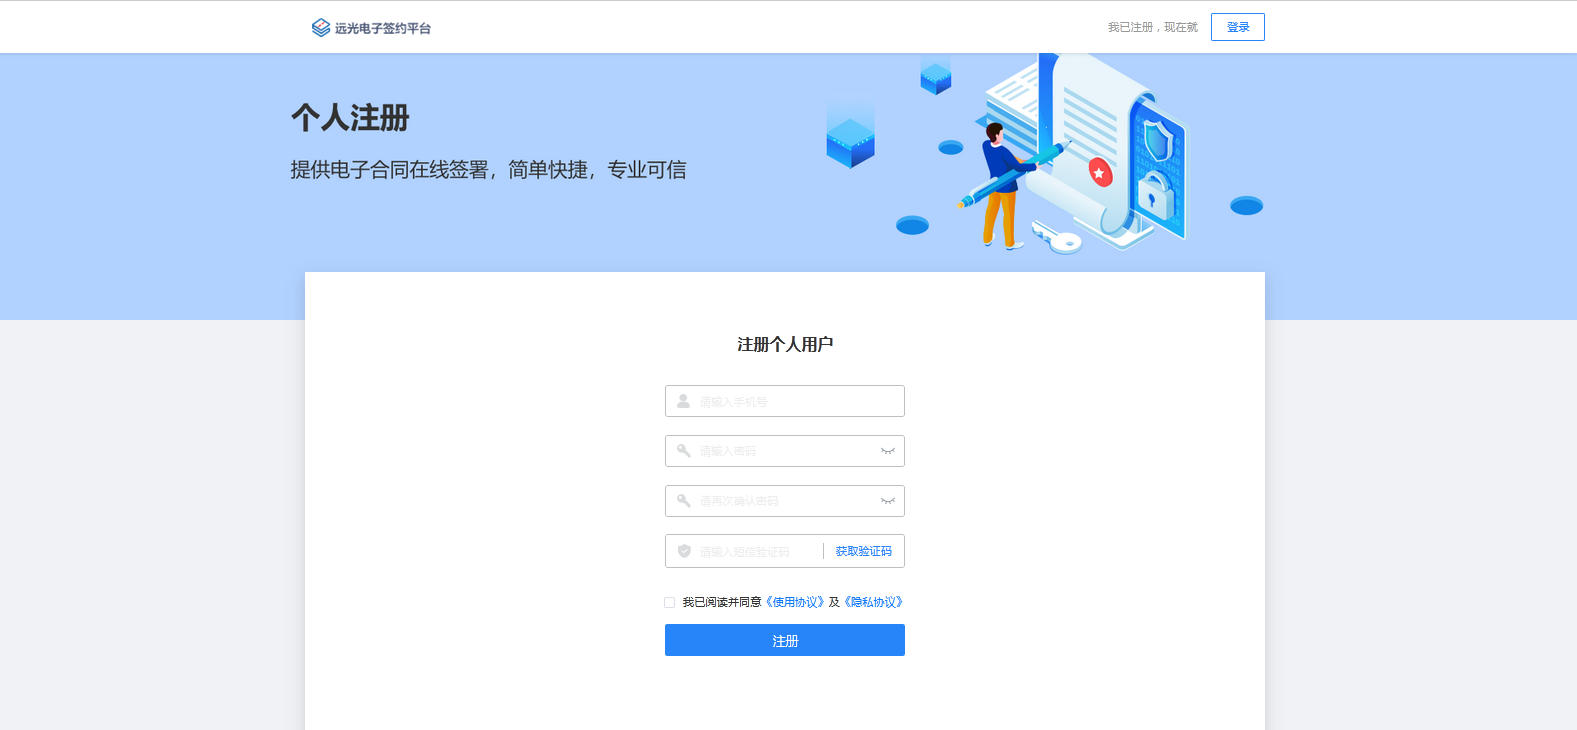 远光电子签约平台
我已注册，现在就 登录
个人注册
提供电子合同在线签署，简单快捷，专业可信
注册个人用户
请输入手机号
请输入密码
请再次确认密码
请输入短信验证码 获取验证码
我已阅读并同意《使用协议》及《隐私协议》
注册